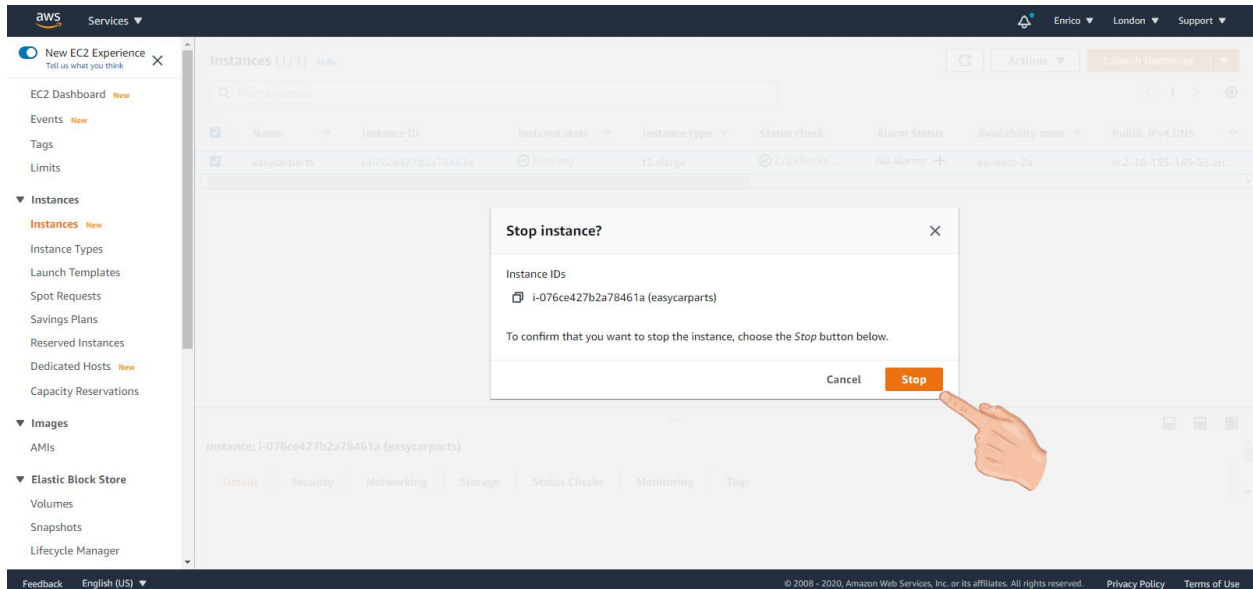 aws Services ▼ Enrico ▼ London ▼ Support ▼
New EC2 Experience
Tell us what you think
EC2 Dashboard New
Events New
Tags
Limits
▼ Instances
Instances New
Instance Types
Launch Templates
Spot Requests
Savings Plans
Reserved Instances
Dedicated Hosts New
Capacity Reservations
▼ Images
AMIs
▼ Elastic Block Store
Volumes
Snapshots
Lifecycle Manager
Instances (1/1) Info
Actions ▼ Launch instances ▼
Filter instances
1
Name Instance ID Instance state Instance type Status check Alarm Status Availability zone Public IPv4 DNS
easycarparts i-076ce427b2a78461a Running t2.xlarge 2/2 checks ... No alarms + eu-west-2a ec2-18-133-149-55.eu...
Stop instance?
Instance IDs
i-076ce427b2a78461a (easycarparts)
To confirm that you want to stop the instance, choose the Stop button below.
Cancel Stop
Instance: i-076ce427b2a78461a (easycarparts)
Details Security Networking Storage Status Checks Monitoring Tags
Feedback English (US) ▼ © 2008 - 2020, Amazon Web Services, Inc. or its affiliates. All rights reserved. Privacy Policy Terms of Use